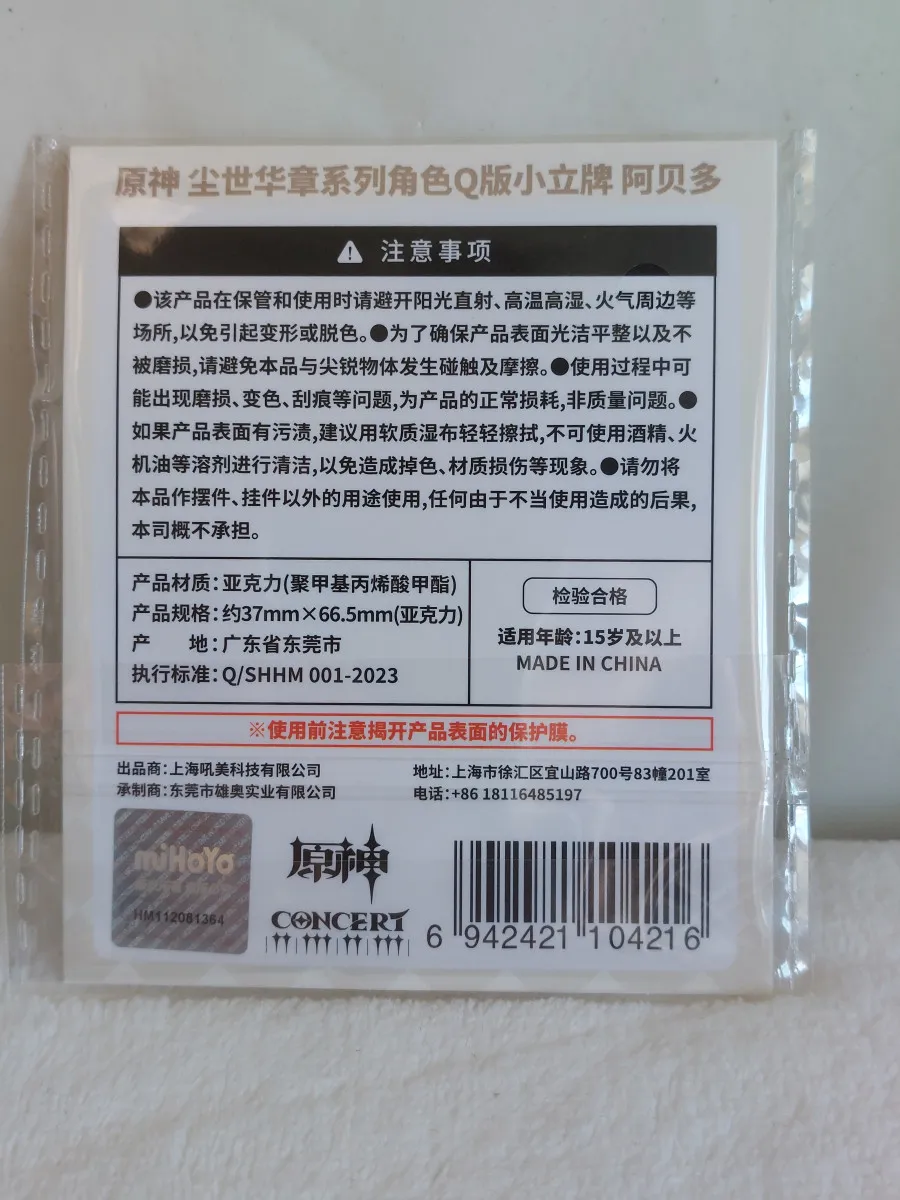 原神 尘世华章系列角色Q版小立牌 阿贝多
注意事项
●该产品在保管和使用时请避开阳光直射、高温高湿、火气周边等
场所,以免引起变形或脱色。●为了确保产品表面光洁平整以及不
被磨损,请避免本品与尖锐物体发生碰触及摩擦。●使用过程中可
能出现磨损、变色、刮痕等问题,为产品的正常损耗,非质量问题。●
如果产品表面有污渍,建议用软质湿布轻轻擦拭,不可使用酒精、火
机油等溶剂进行清洁,以免造成掉色、材质损伤等现象。●请勿将
本品作摆件、挂件以外的用途使用,任何由于不当使用造成的后果,
本司概不承担。
产品材质:亚克力(聚甲基丙烯酸甲酯)
产品规格:约37mm×66.5mm(亚克力)
产 地:广东省东莞市
执行标准:Q/SHHM 001-2023
检验合格
适用年龄:15岁及以上
MADE IN CHINA
※使用前注意揭开产品表面的保护膜。
出品商:上海吼美科技有限公司
承制商:东莞市雄奥实业有限公司
地址:上海市徐汇区宜山路700号83幢201室
电话:+86 18116485197
miHoYo
HM112081364
原神
CONCERT
6 942421 104216